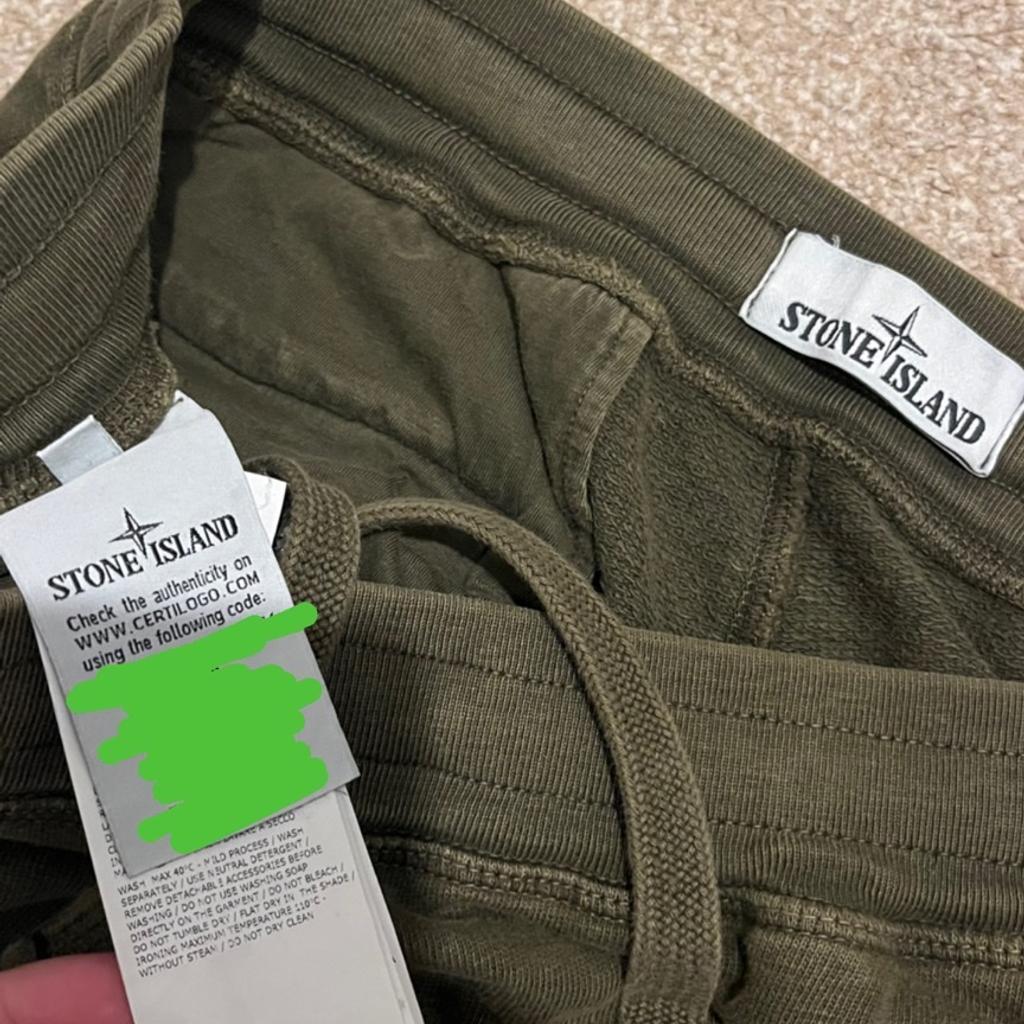 STONE ISLAND
STONE ISLAND
Check the authenticity on
WWW.CERTILOGO.COM
using the following code:
A SECCO
WASH MAX 40°C - MILD PROCESS / WASH
SEPARATELY / USE NEUTRAL DETERGENT /
REMOVE DETACHABLE ACCESSORIES BEFORE
WASHING / DO NOT USE WASHING SOAP
DIRECTLY ON THE GARMENT / DO NOT BLEACH /
DO NOT TUMBLE DRY / FLAT DRY IN THE SHADE /
IRONING MAXIMUM TEMPERATURE 110°C -
WITHOUT STEAM / DO NOT DRY CLEAN